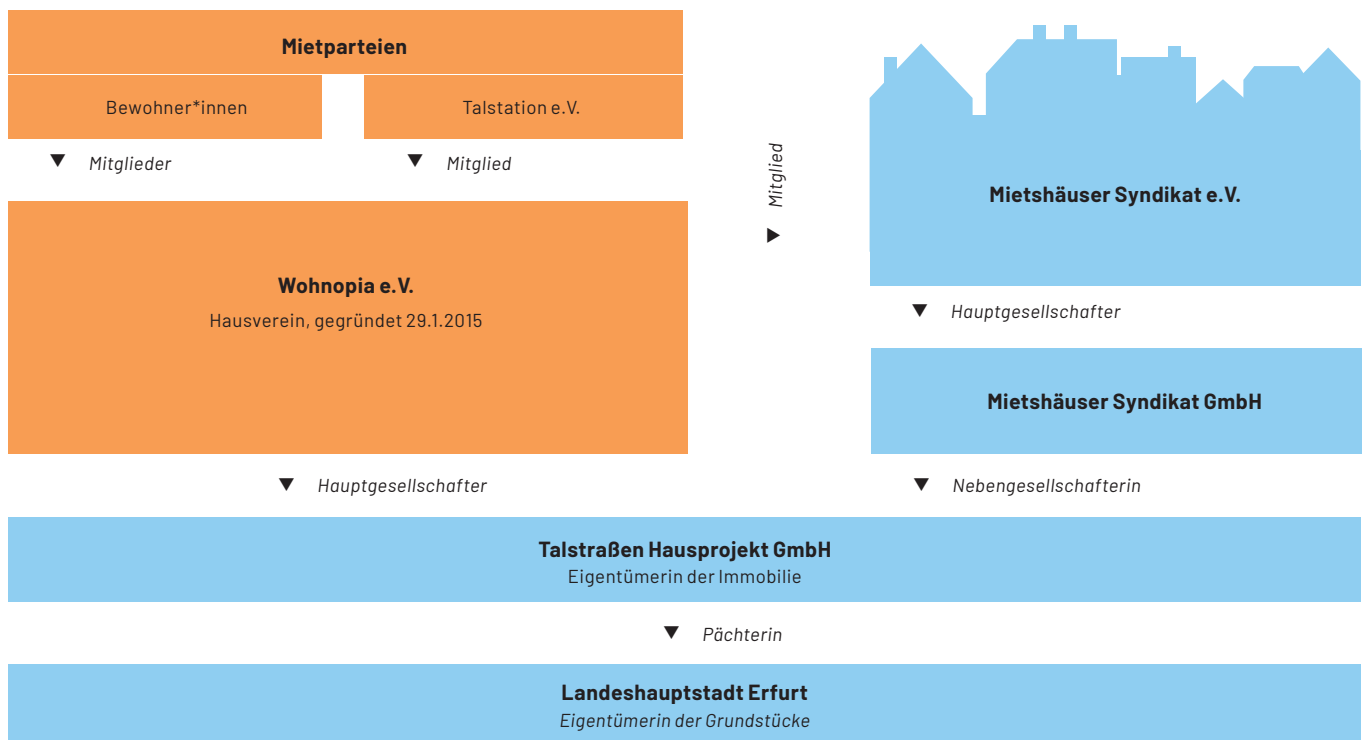 Mietparteien
Bewohner*innen
Talstation e.V.
▼ Mitglieder
▼ Mitglied
Wohnopia e.V.
Hausverein, gegründet 29.1.2015
▼ Hauptgesellschafter
▶ Mitglied
Mietshäuser Syndikat e.V.
▼ Hauptgesellschafter
Mietshäuser Syndikat GmbH
▼ Nebengesellschafterin
Talstraßen Hausprojekt GmbH
Eigentümerin der Immobilie
▼ Pächterin
Landeshauptstadt Erfurt
Eigentümerin der Grundstücke